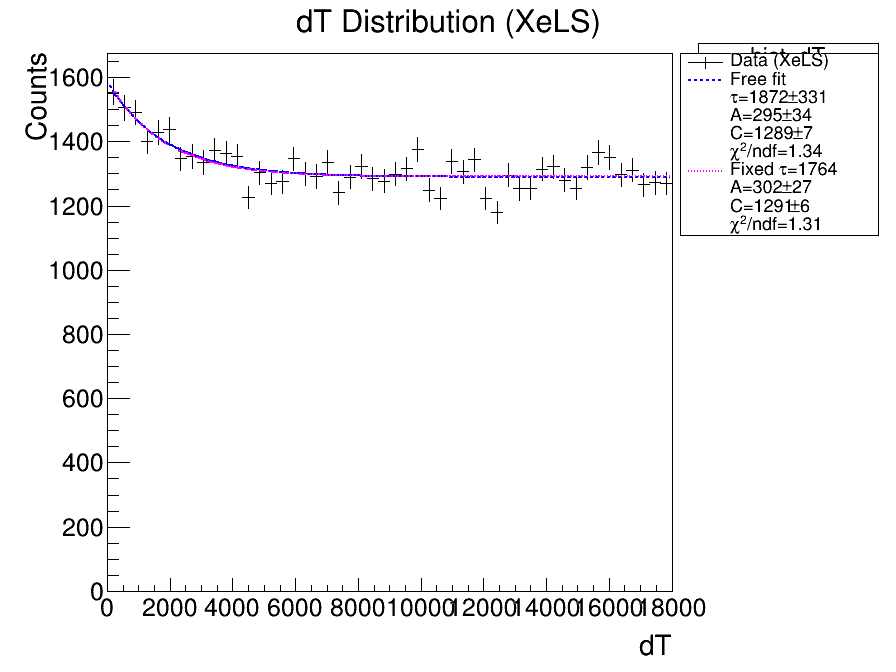 dT Distribution (XeLS)
Counts
1600
1400
1200
1000
800
600
400
200
0
0 2000 4000 6000 8000 10000 12000 14000 16000 18000
dT
Data (XeLS)
Free fit
τ=1872±331
A=295±34
C=1289±7
χ²/ndf=1.34
Fixed τ=1764
A=302±27
C=1291±6
χ²/ndf=1.31